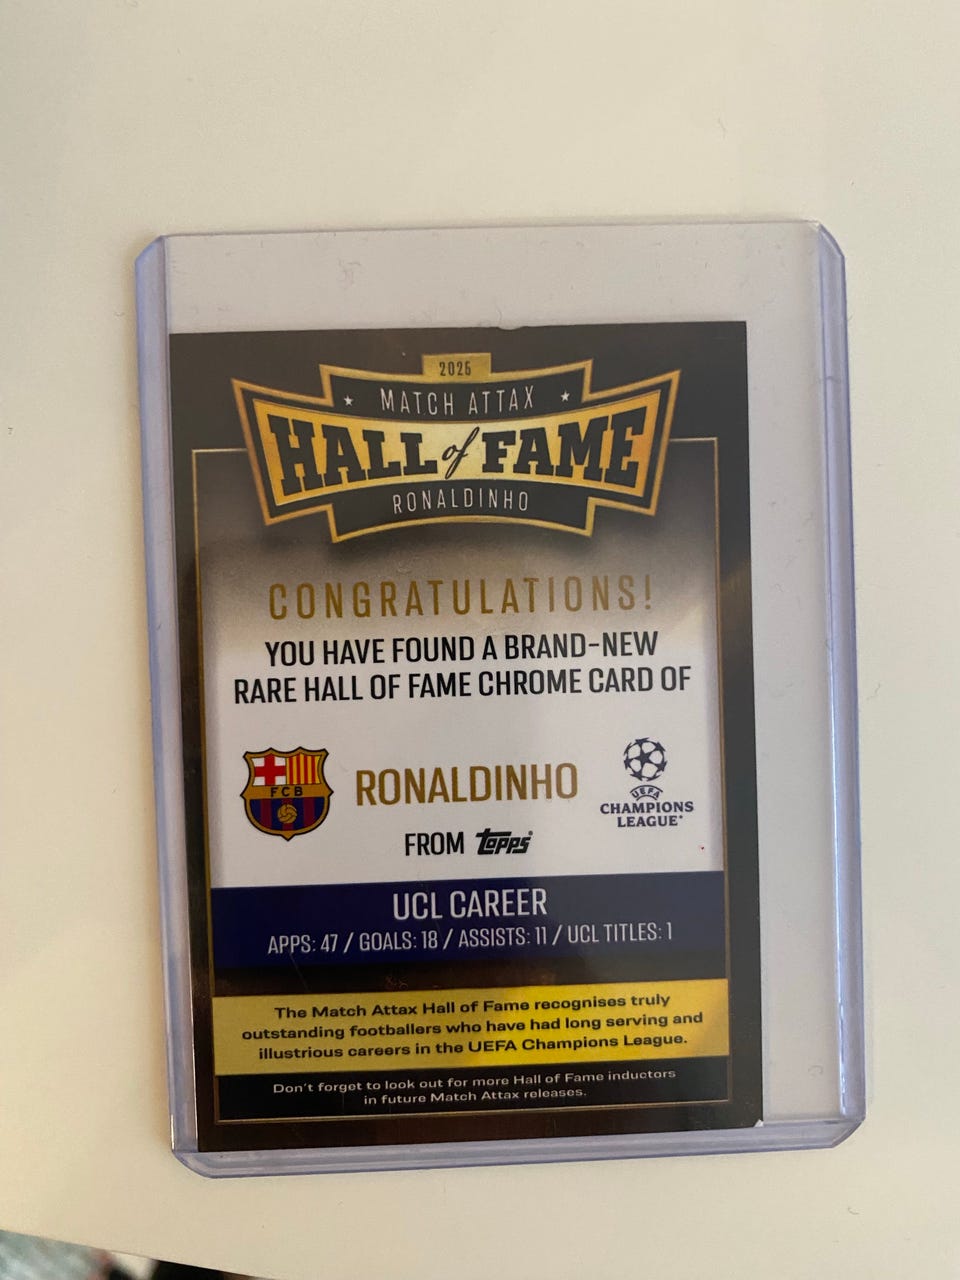 2025
MATCH ATTAX
HALL of FAME
RONALDINHO
CONGRATULATIONS!
YOU HAVE FOUND A BRAND-NEW
RARE HALL OF FAME CHROME CARD OF
FCB
RONALDINHO
UEFA
CHAMPIONS
LEAGUE®
FROM Topps®
UCL CAREER
APPS: 47 / GOALS: 18 / ASSISTS: 11 / UCL TITLES: 1
The Match Attax Hall of Fame recognises truly
outstanding footballers who have had long serving and
illustrious careers in the UEFA Champions League.
Don't forget to look out for more Hall of Fame inductors
in future Match Attax releases.